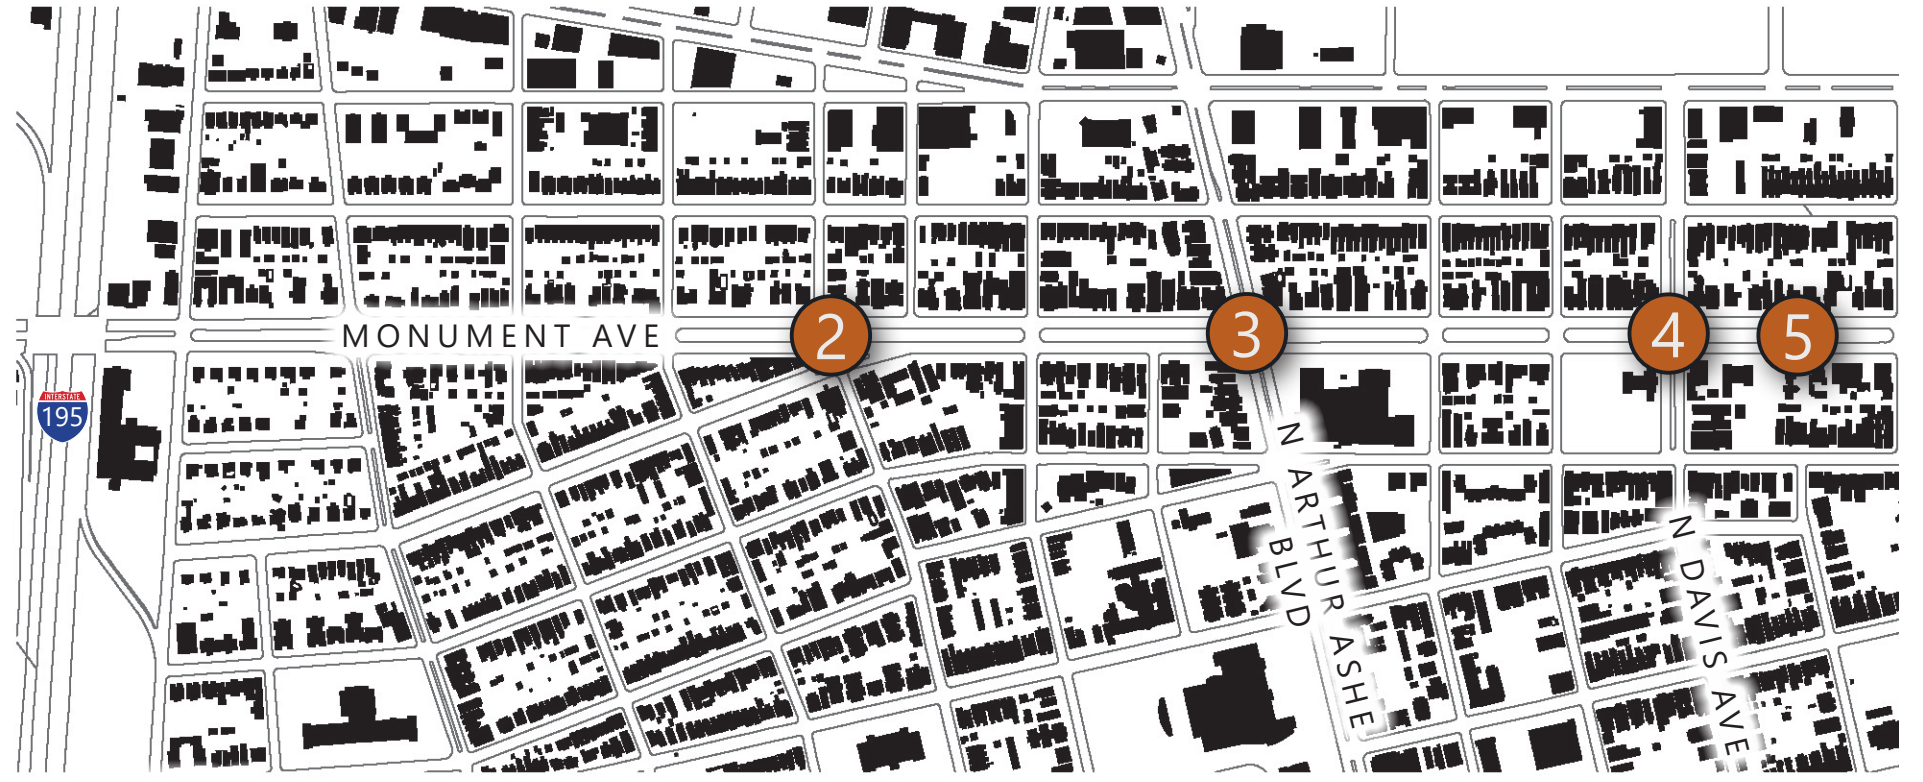 MONUMENT AVE
2
3
4
5
INTERSTATE
195
N ARTHUR ASHE
BLVD
N DAVIS AVE